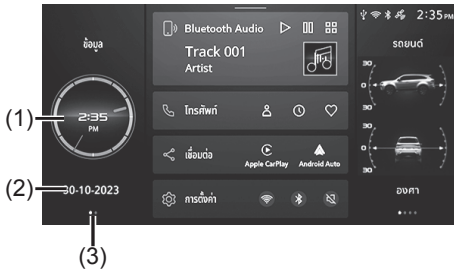 2:35PM
ข้อมูล
Bluetooth Audio
Track 001
Artist
รถยนต์
30
30
(1)
2:35
PM
โทรศัพท์
เชื่อมต่อ
Apple CarPlay
Android Auto
30
30
(2)
30-10-2023
การตั้งค่า
องศา
(3)